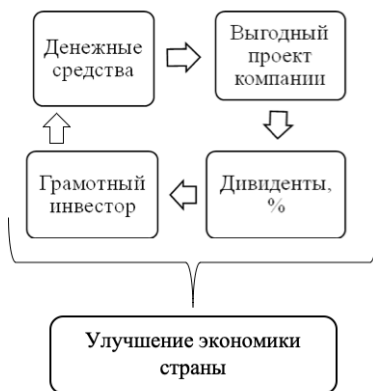 Денежные
средства
Выгодный
проект
компании
Грамотный
инвестор
Дивиденты,
%
Улучшение экономики
страны